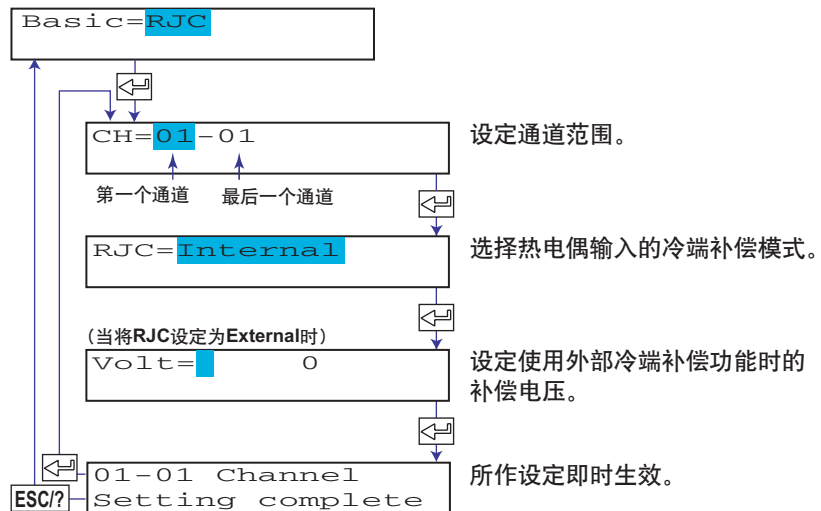 Basic=RJC
CH=01-01
设定通道范围。
第一个通道 最后一个通道
RJC=Internal
选择热电偶输入的冷端补偿模式。
(当将RJC设定为External时)
Volt= 0
设定使用外部冷端补偿功能时的
补偿电压。
01-01 Channel
所作设定即时生效。
ESC/?
Setting complete